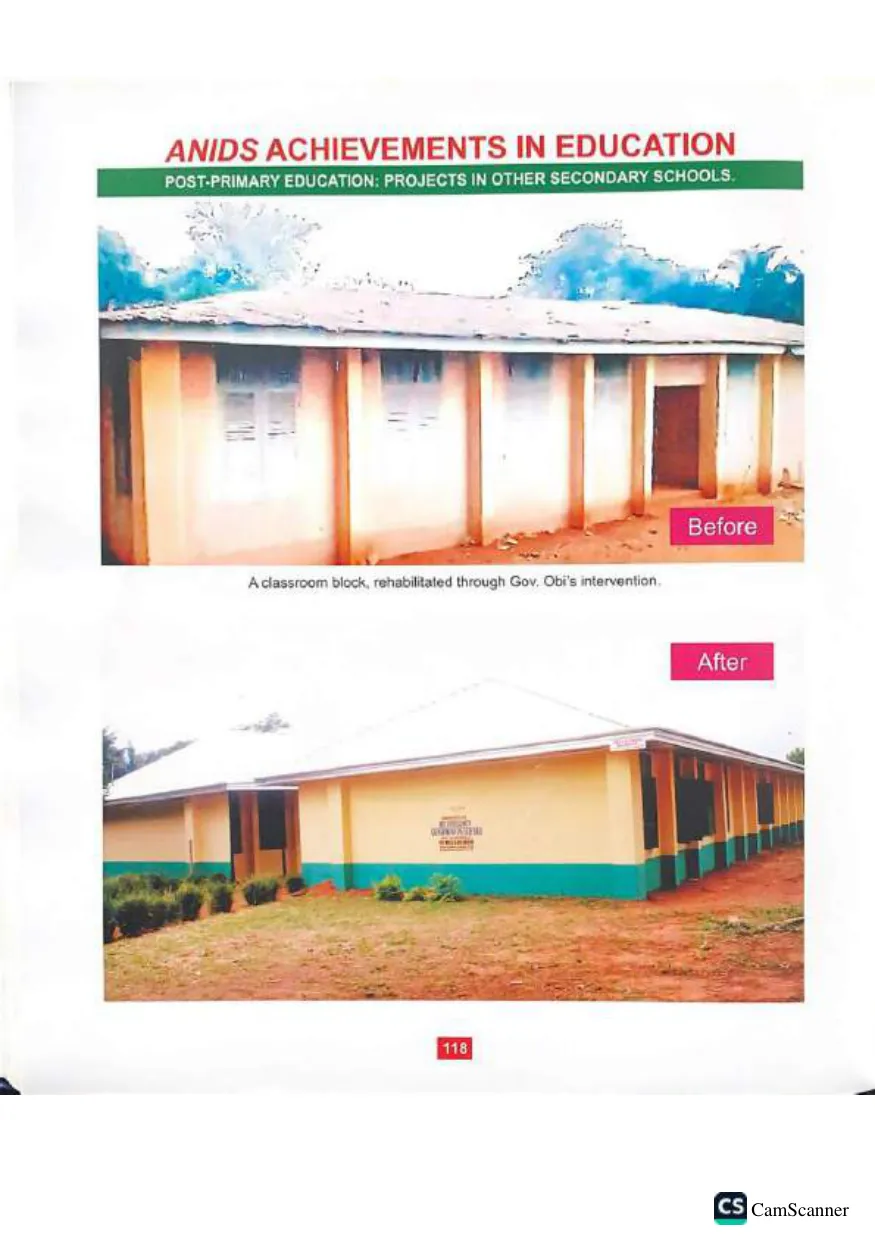 ANIDS ACHIEVEMENTS IN EDUCATION
POST-PRIMARY EDUCATION: PROJECTS IN OTHER SECONDARY SCHOOLS.
Before
A classroom block, rehabilitated through Gov. Obi's intervention.
After
118
CS CamScanner